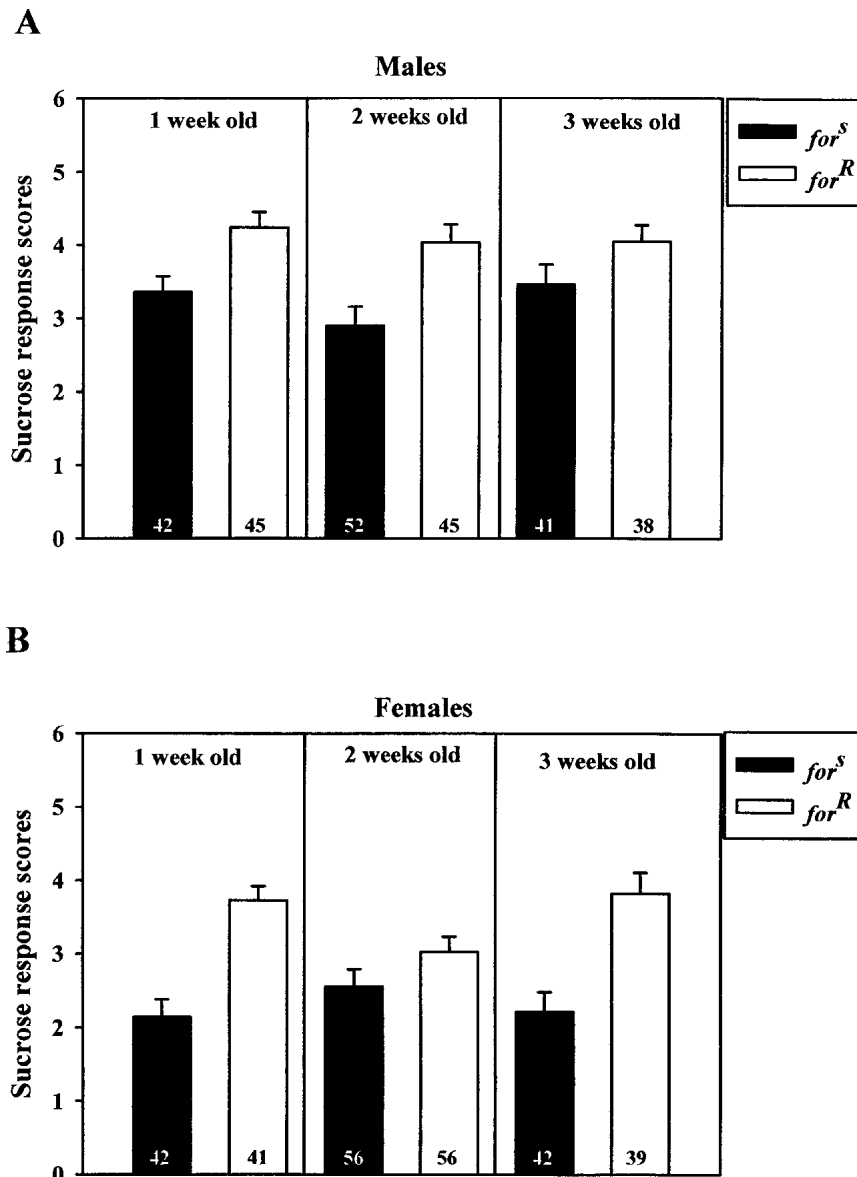 A
Males
1 week old 2 weeks old 3 weeks old
for^s
for^R
Sucrose response scores
6
5
4
3
2
1
0
42 45 52 45 41 38
B
Females
1 week old 2 weeks old 3 weeks old
for^s
for^R
Sucrose response scores
6
5
4
3
2
1
0
42 41 56 56 42 39